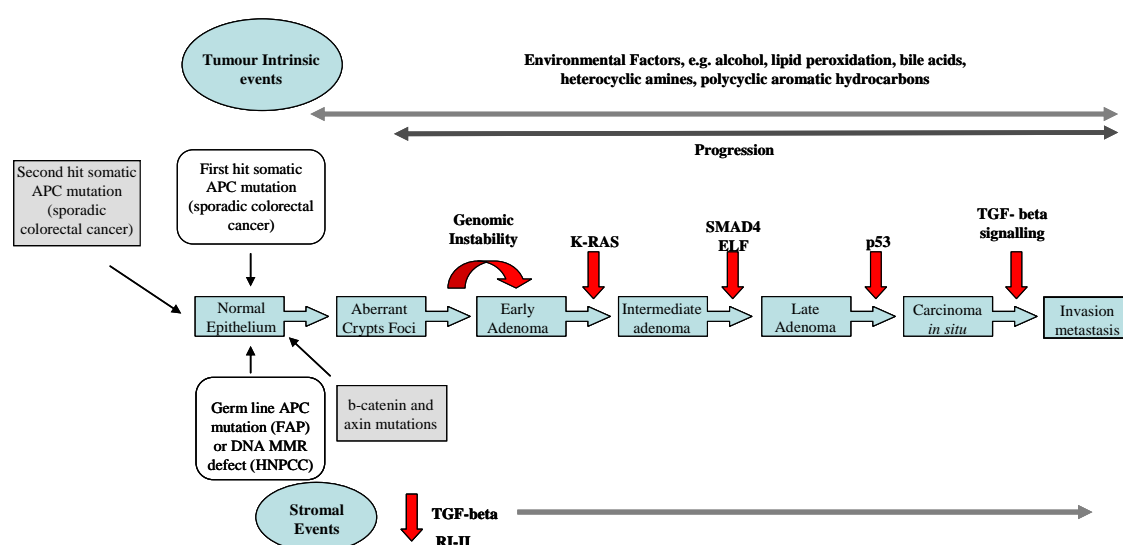 Tumour Intrinsic
events
Environmental Factors, e.g. alcohol, lipid peroxidation, bile acids,
heterocyclic amines, polycyclic aromatic hydrocarbons
Progression
Second hit somatic
APC mutation
(sporadic
colorectal cancer)
First hit somatic
APC mutation
(sporadic colorectal
cancer)
Genomic
Instability
K-RAS
SMAD4
ELF
p53
TGF- beta
signalling
Normal
Epithelium
Aberrant
Crypts Foci
Early
Adenoma
Intermediate
adenoma
Late
Adenoma
Carcinoma
in situ
Invasion
metastasis
Germ line APC
mutation (FAP)
or DNA MMR
defect (HNPCC)
b-catenin and
axin mutations
Stromal
Events
TGF-beta
RI-II